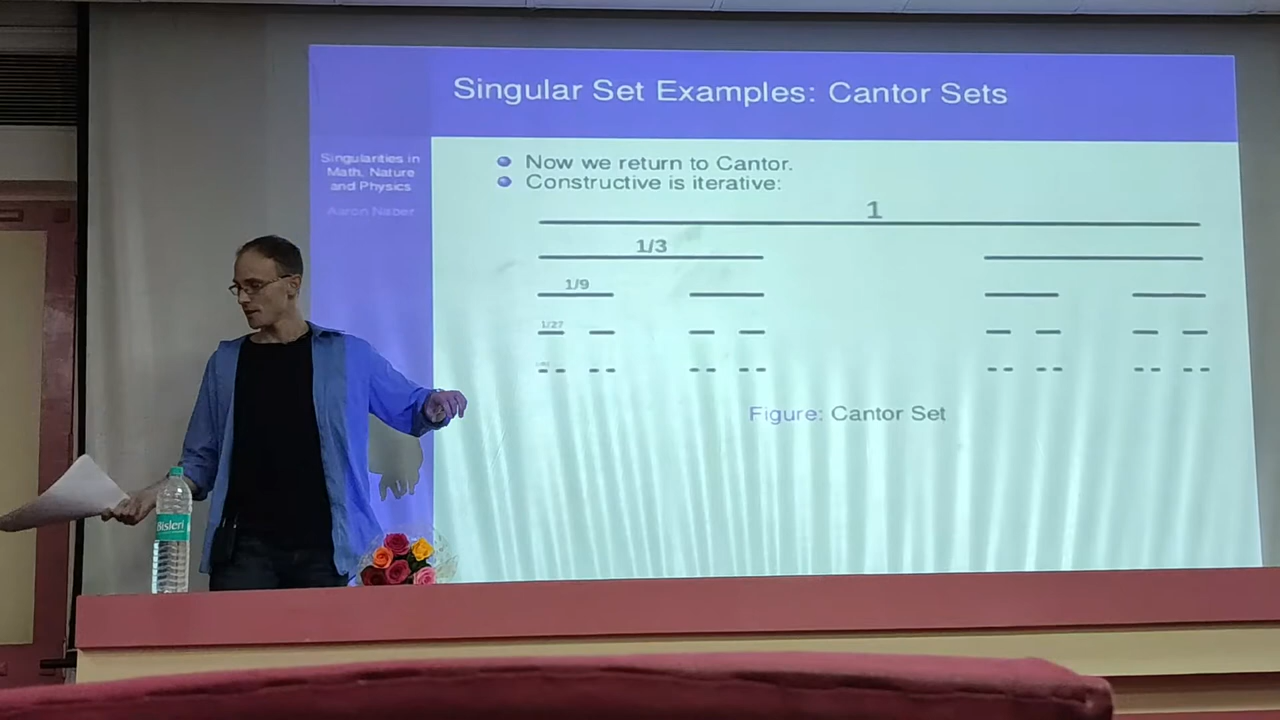 Singular Set Examples: Cantor Sets
Singularities in
Math, Nature
and Physics
Aaron Naber
Now we return to Cantor.
Constructive is iterative:
1
1/3
1/9
1/27
Figure: Cantor Set
Bisleri